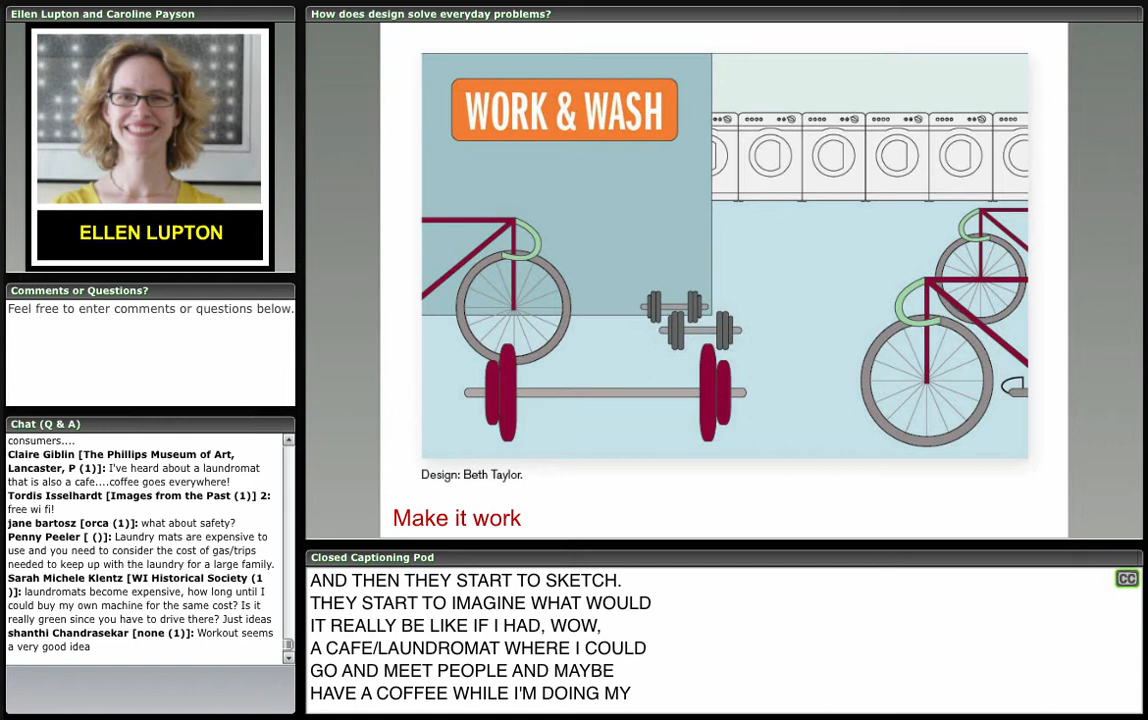 Ellen Lupton and Caroline Payson
ELLEN LUPTON
Comments or Questions?
Feel free to enter comments or questions below.
Chat (Q & A)
consumers....
Claire Giblin [The Phillips Museum of Art,
Lancaster, P (1)]: I've heard about a laundromat
that is also a cafe....coffee goes everywhere!
Tordis Isselhardt [Images from the Past (1)] 2:
free wi fi!
jane bartosz [orca (1)]: what about safety?
Penny Peeler [ ()]: Laundry mats are expensive to
use and you need to consider the cost of gas/trips
needed to keep up with the laundry for a large family.
Sarah Michele Klentz [WI Historical Society (1
)]: laundromats become expensive, how long until I
could buy my own machine for the same cost? Is it
really green since you have to drive there? Just ideas
shanthi Chandrasekar [none (1)]: Workout seems
a very good idea
How does design solve everyday problems?
WORK & WASH
Design: Beth Taylor.
Make it work
Closed Captioning Pod
CC
AND THEN THEY START TO SKETCH.
THEY START TO IMAGINE WHAT WOULD
IT REALLY BE LIKE IF I HAD, WOW,
A CAFE/LAUNDROMAT WHERE I COULD
GO AND MEET PEOPLE AND MAYBE
HAVE A COFFEE WHILE I'M DOING MY